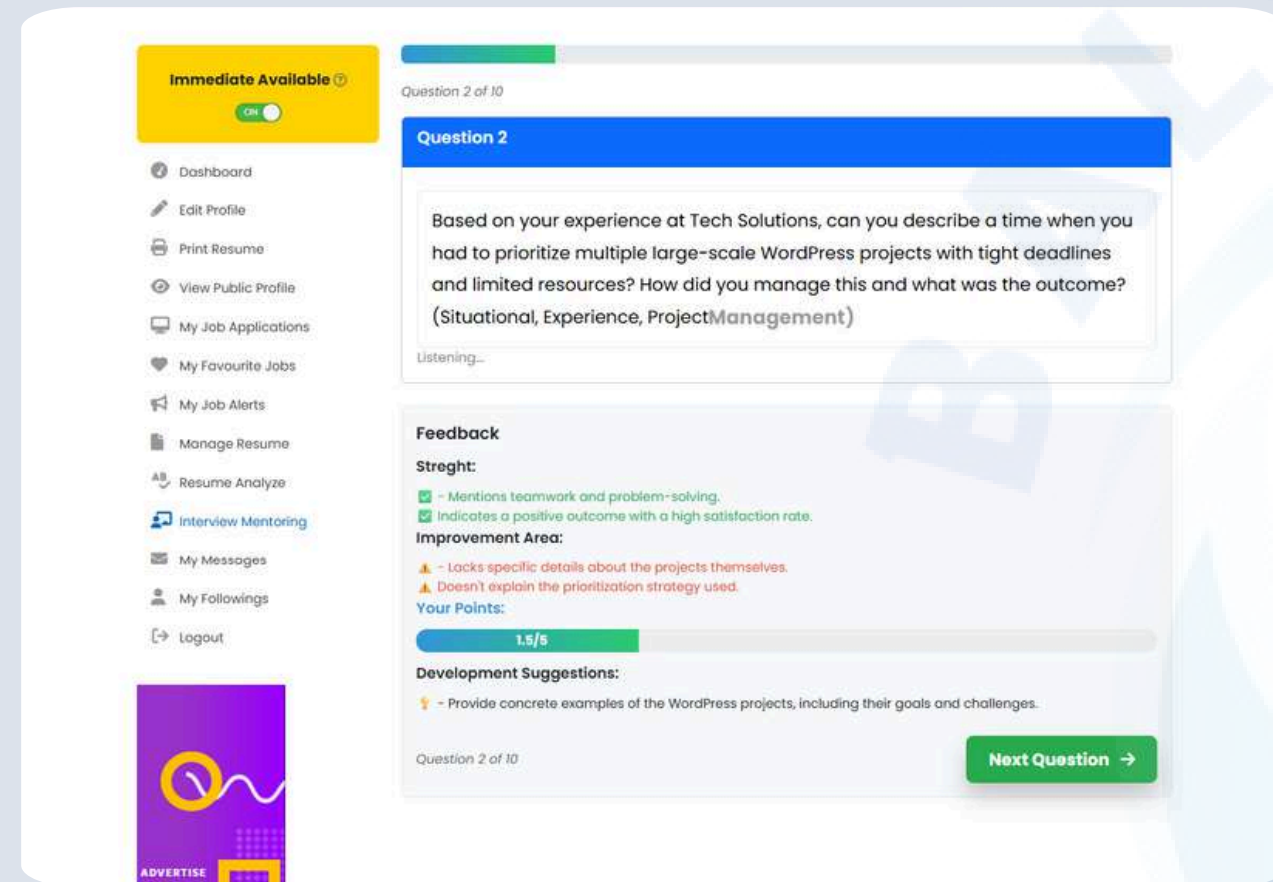 Immediate Available
ON
Dashboard
Edit Profile
Print Resume
View Public Profile
My Job Applications
My Favourite Jobs
My Job Alerts
Manage Resume
Resume Analyze
Interview Mentoring
My Messages
My Followings
Logout
ADVERTISE
Question 2 of 10
Question 2
Based on your experience at Tech Solutions, can you describe a time when you
had to prioritize multiple large-scale WordPress projects with tight deadlines
and limited resources? How did you manage this and what was the outcome?
(Situational, Experience, ProjectManagement)
Listening...
Feedback
Streght:
- Mentions teamwork and problem-solving.
Indicates a positive outcome with a high satisfaction rate.
Improvement Area:
- Lacks specific details about the projects themselves.
Doesn't explain the prioritization strategy used.
Your Points:
1.5/5
Development Suggestions:
- Provide concrete examples of the WordPress projects, including their goals and challenges.
Question 2 of 10
Next Question →